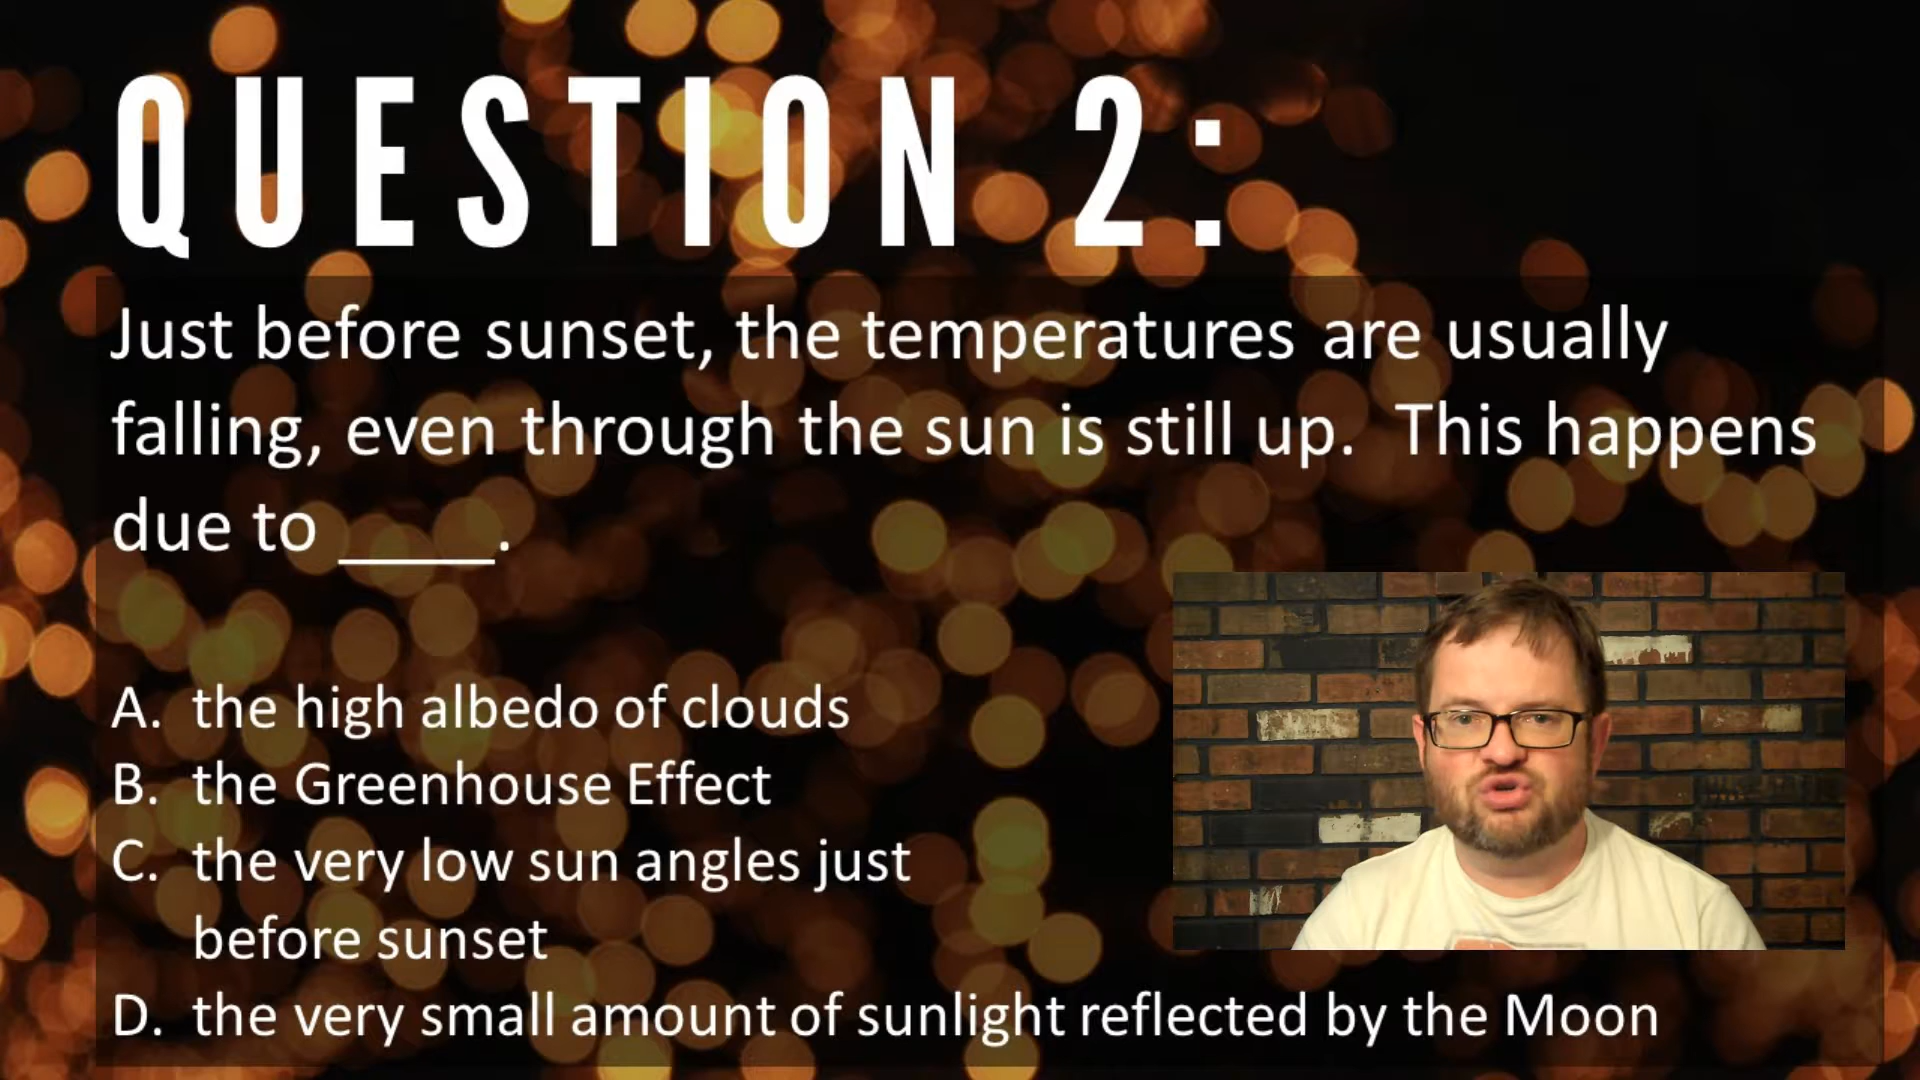 QUESTION 2:
Just before sunset, the temperatures are usually
falling, even through the sun is still up.  This happens
due to ____.
A. the high albedo of clouds
B. the Greenhouse Effect
C. the very low sun angles just
before sunset
D. the very small amount of sunlight reflected by the Moon